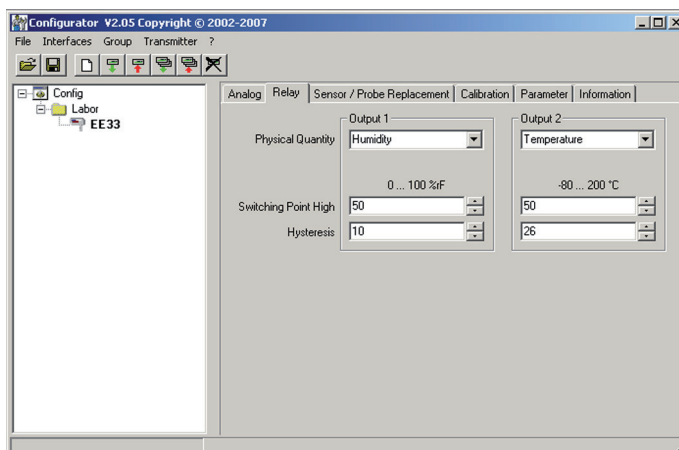 Configurator V2.05 Copyright © 2002-2007
File Interfaces Group Transmitter ?
Config
Labor
EE33
Analog Relay Sensor / Probe Replacement Calibration Parameter Information
Output 1 Output 2
Physical Quantity Humidity Temperature
0 ... 100 %rF -80 ... 200 °C
Switching Point High 50 50
Hysteresis 10 26